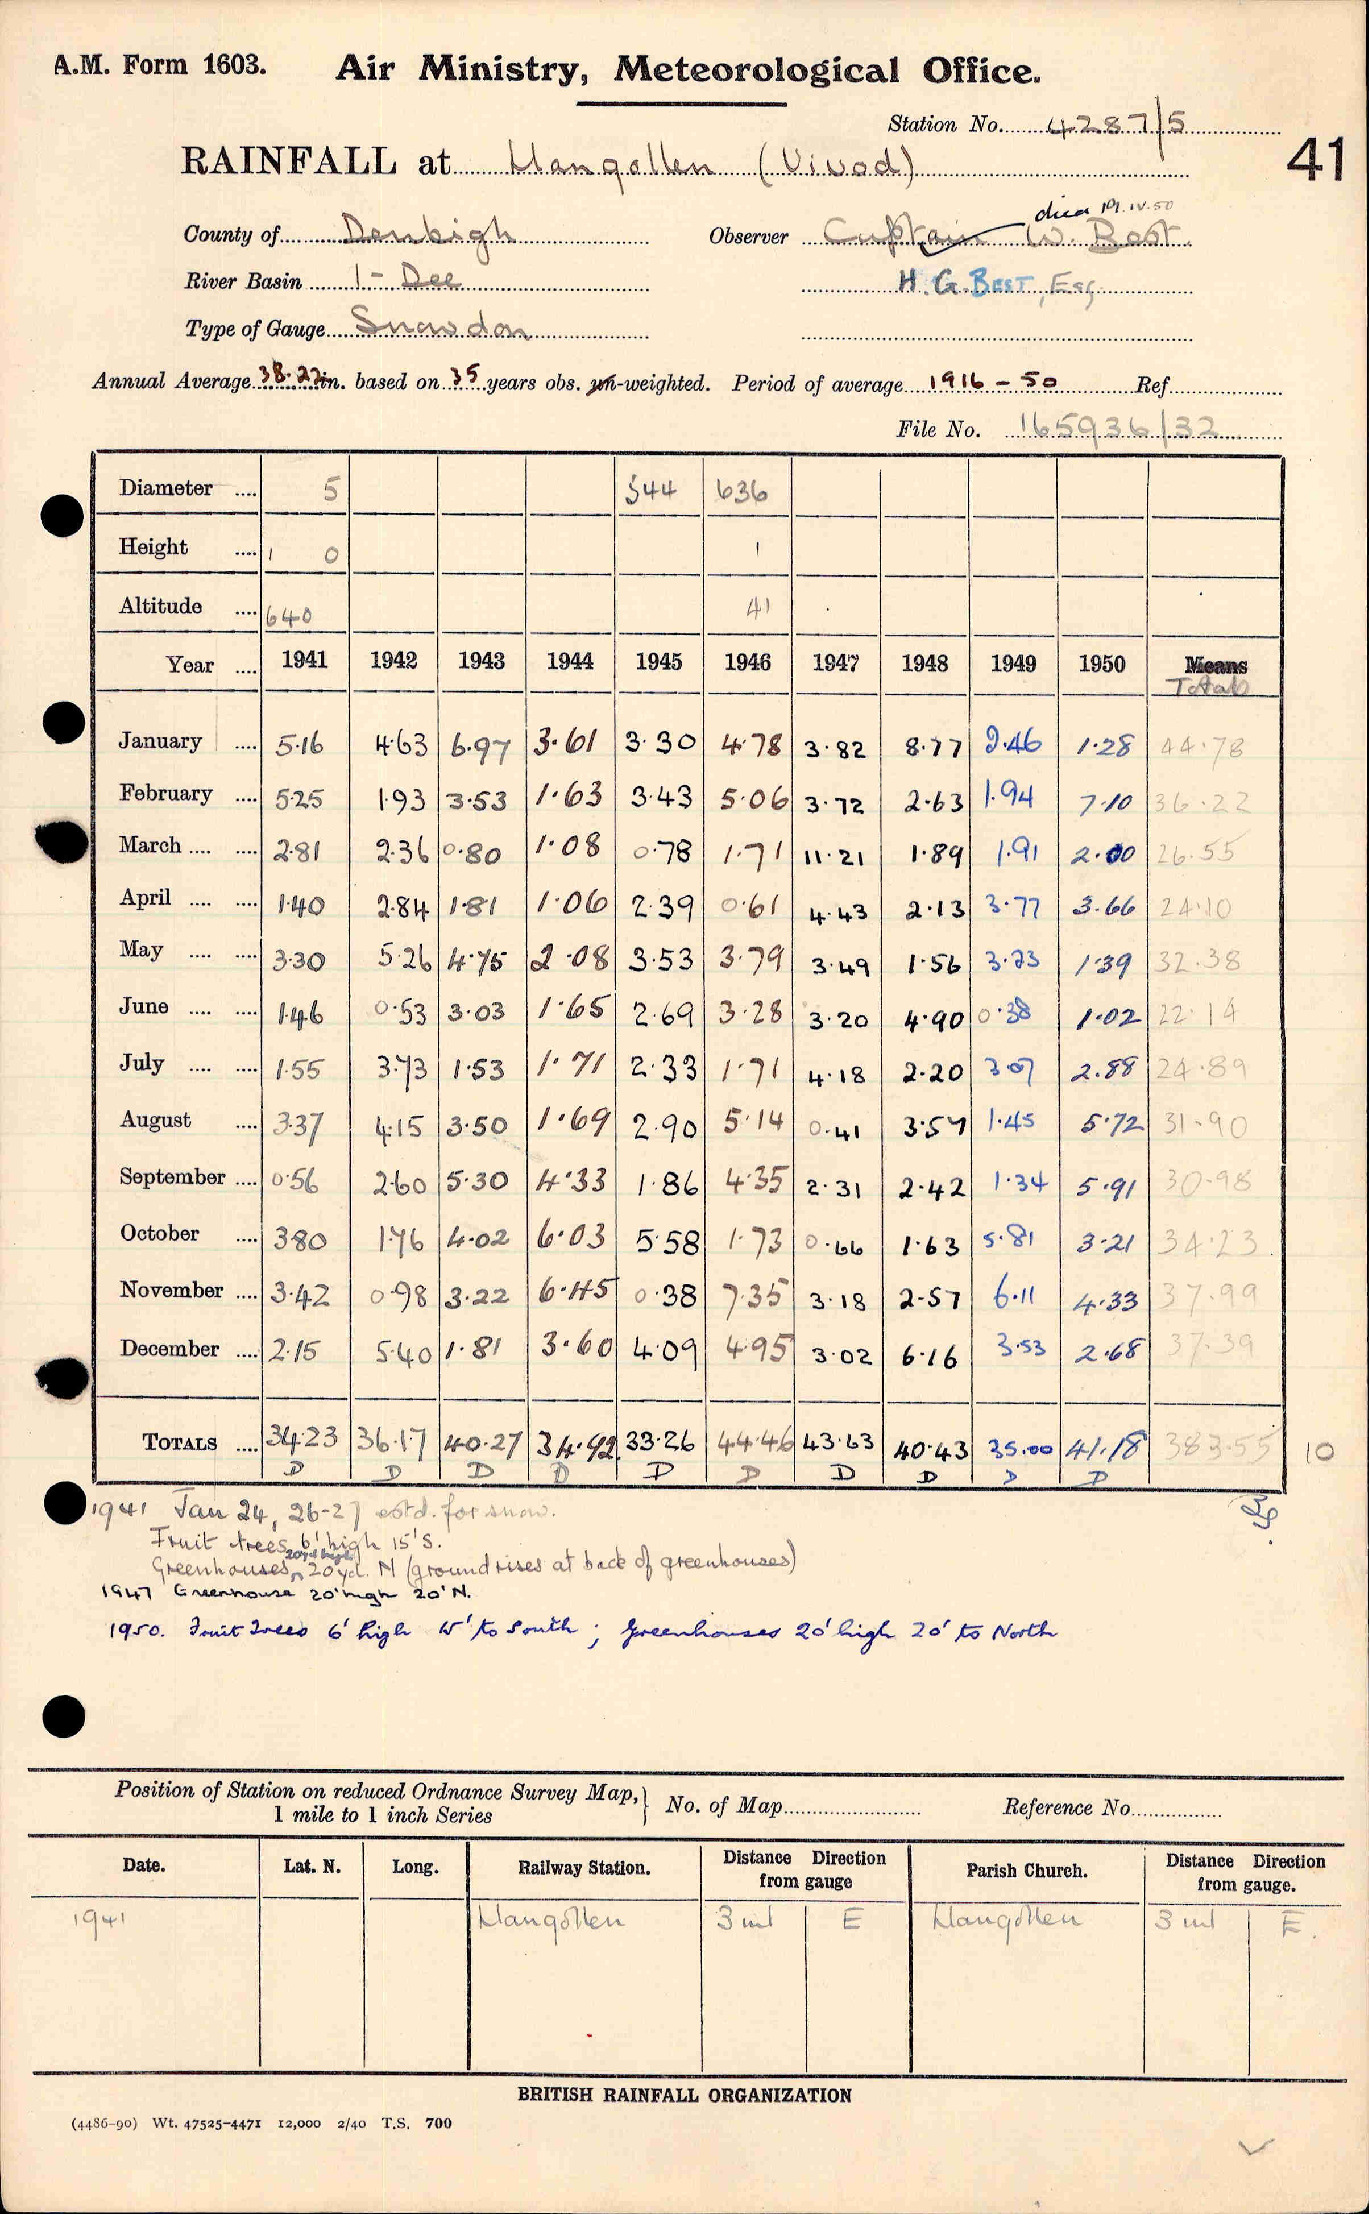 A.M. Form 1603. Air Ministry, Meteorological Office.
Station No. 4287/5
41
RAINFALL at Llangollen (Vivod)
died 19.IV.50
County of Denbigh Observer Captain W. Best.
River Basin 1 - Dee H. G. BEST, Esq
Type of Gauge Snowdon
Annual Average 38.22 in. based on 35 years obs. un-weighted. Period of average 1916 - 50 Ref
File No. 165936/32
Diameter .... 5 344 636
Height .... 1 0 1
Altitude .... 640 41
Year .... 1941 1942 1943 1944 1945 1946 1947 1948 1949 1950 Means
Totals
January .... 5.16 4.63 6.97 3.61 3.30 4.78 3.82 8.77 2.46 1.28 44.78
February .... 5.25 1.93 3.53 1.63 3.43 5.06 3.72 2.63 1.94 7.10 36.22
March .... .... 2.81 2.36 0.80 1.08 0.78 1.71 11.21 1.89 1.91 2.00 26.55
April .... .... 1.40 2.84 1.81 1.06 2.39 0.61 4.43 2.13 3.77 3.66 24.10
May .... .... 3.30 5.26 4.75 2.08 3.53 3.79 3.49 1.56 3.23 1.39 32.38
June .... .... 1.46 0.53 3.03 1.65 2.69 3.28 3.20 4.90 0.38 1.02 22.14
July .... .... 1.55 3.73 1.53 1.71 2.33 1.71 4.18 2.20 3.07 2.88 24.89
August .... 3.37 4.15 3.50 1.69 2.90 5.14 0.41 3.57 1.45 5.72 31.90
September .... 0.56 2.60 5.30 4.33 1.86 4.35 2.31 2.42 1.34 5.91 30.98
October .... 3.80 1.76 4.02 6.03 5.58 1.73 0.66 1.63 5.81 3.21 34.23
November .... 3.42 0.98 3.22 6.45 0.38 7.35 3.18 2.57 6.11 4.33 37.99
December .... 2.15 5.40 1.81 3.60 4.09 4.95 3.02 6.16 3.53 2.68 37.39
TOTALS .... 34.23 36.17 40.27 34.92 33.26 44.46 43.63 40.43 35.00 41.18 383.55 10
D D D D D D D D D D
1941 Jan 24, 26-27 estd. for snow.
Fruit trees 6' high 15' S.
Greenhouses 20 yd. N (ground rises at back of greenhouses)
1947 Greenhouse 20' high 20' N.
1950. Fruit Trees 6' high 15' to South ; Greenhouses 20' high 20' to North
Position of Station on reduced Ordnance Survey Map, 1 mile to 1 inch Series } No. of Map Reference No.
Date. Lat. N. Long. Railway Station. Distance from gauge Direction Parish Church. Distance Direction from gauge.
1941 Llangollen 3 ml E Llangollen 3 ml E.
BRITISH RAINFALL ORGANIZATION
(4486-90) Wt. 47525-4471 12,000 2/40 T.S. 700